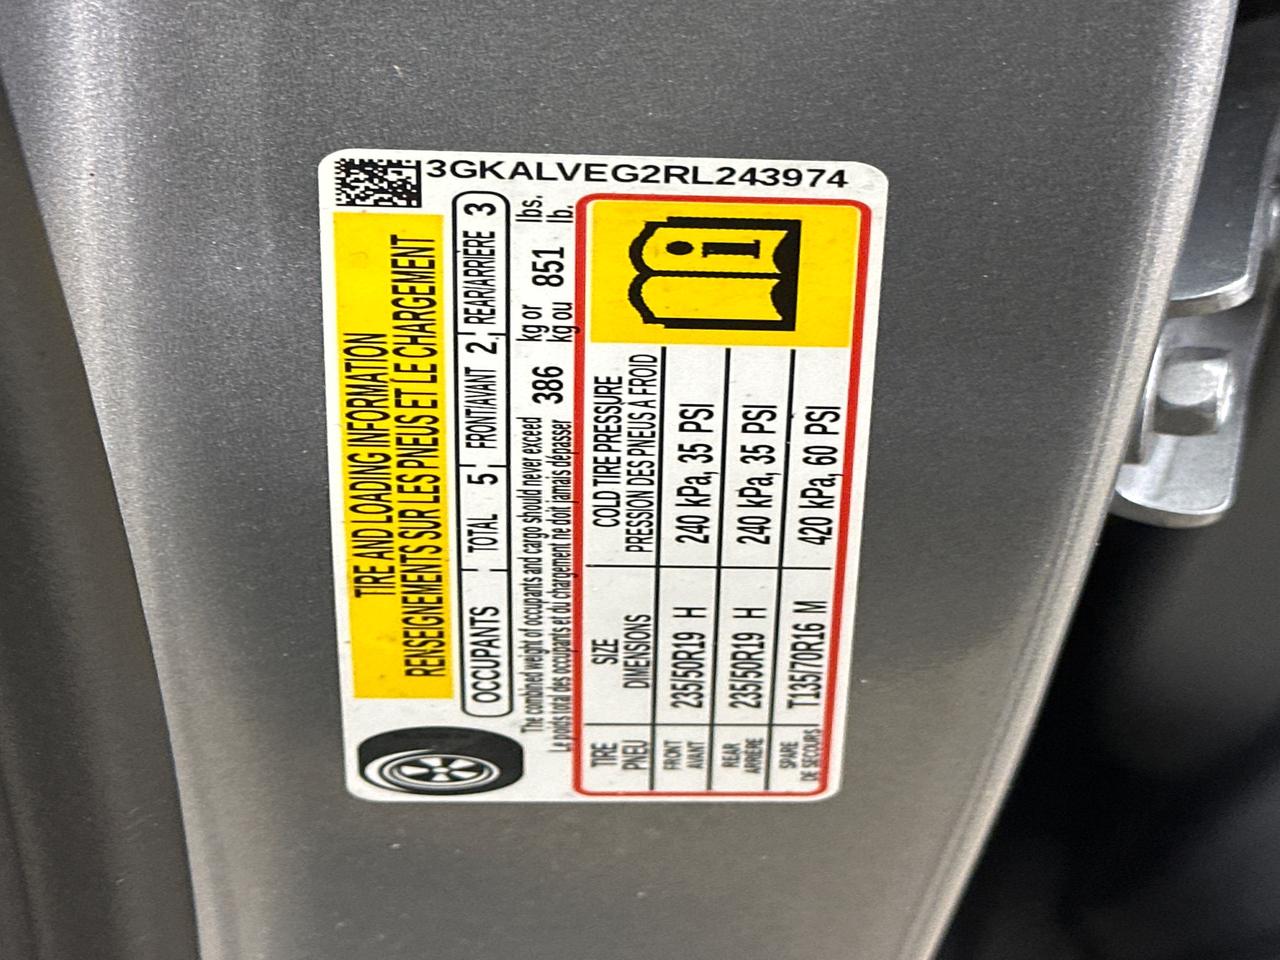 3GKALVEG2RL243974
TIRE AND LOADING INFORMATION
RENSEIGNEMENTS SUR LES PNEUS ET LE CHARGEMENT
OCCUPANTS TOTAL 5 FRONT/AVANT 2 REAR/ARRIÈRE 3
The combined weight of occupants and cargo should never exceed 386 kg or 851 lbs.
Le poids total des occupants et du chargement ne doit jamais dépasser kg ou lb.
TIRE SIZE COLD TIRE PRESSURE
PNEU DIMENSIONS PRESSION DES PNEUS A FROID
FRONT
AVANT 235/50R19 H 240 kPa, 35 PSI
REAR
ARRIÈRE 235/50R19 H 240 kPa, 35 PSI
SPARE
DE SECOURS T135/70R16 M 420 kPa, 60 PSI
i